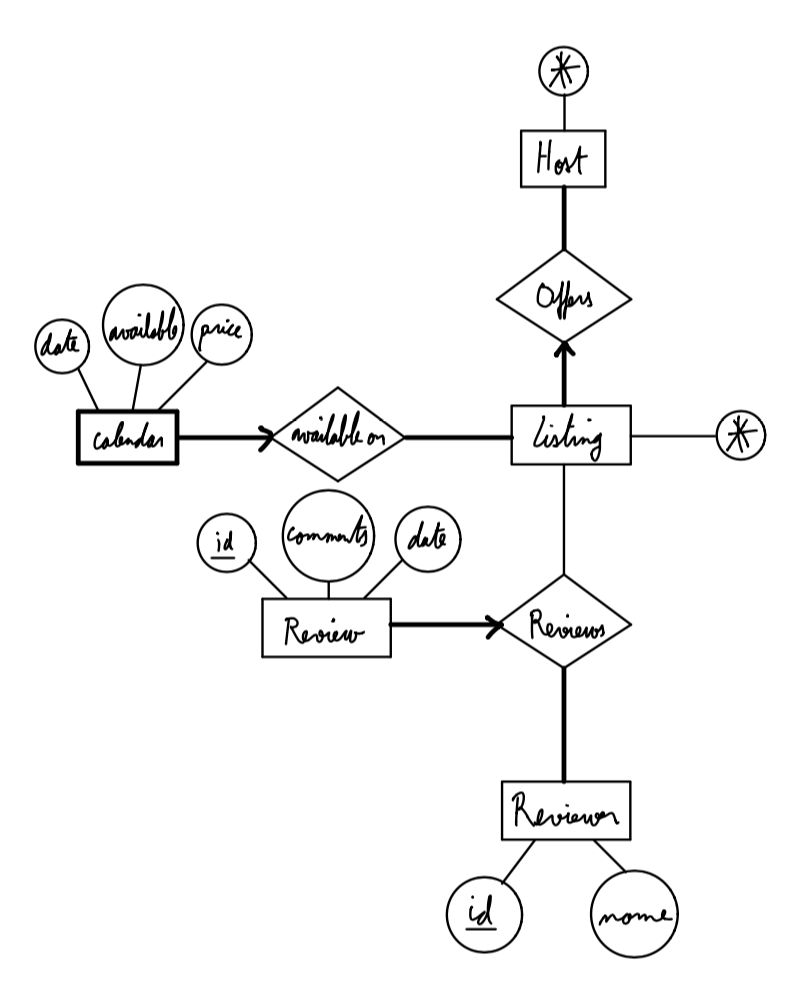 *
Host
Offers
date
available
price
calendar
available on
Listing
*
id
comments
date
Review
Reviews
Reviewer
id
name